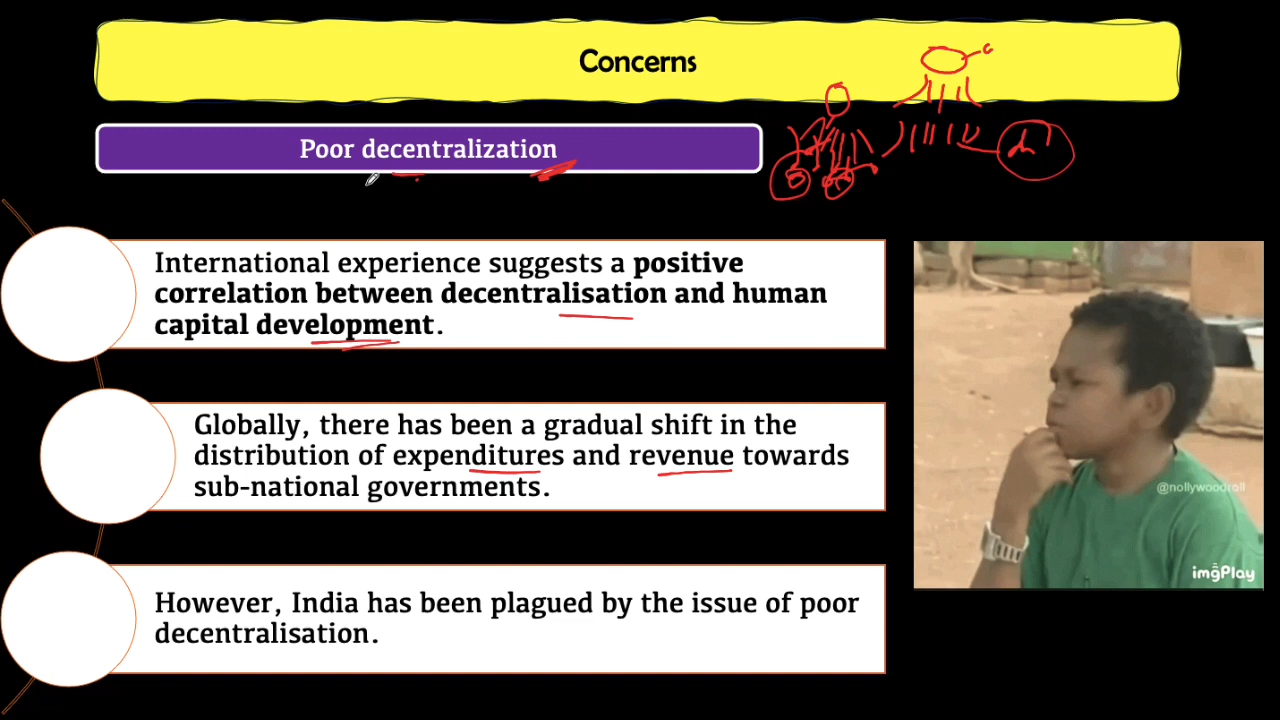 Concerns
Poor decentralization
International experience suggests a positive
correlation between decentralisation and human
capital development.
Globally, there has been a gradual shift in the
distribution of expenditures and revenue towards
sub-national governments.
However, India has been plagued by the issue of poor
decentralisation.
@nollywoodroll
imgPlay